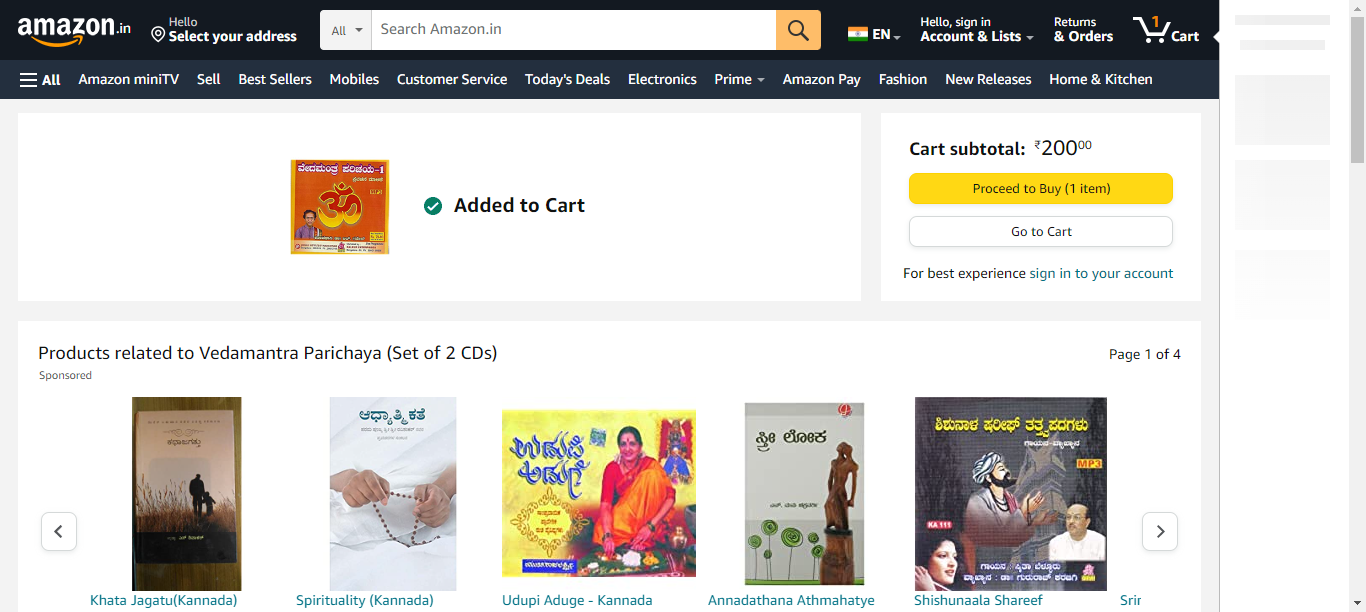 amazon.in
Hello
Select your address
All
Search Amazon.in
EN
Hello, sign in
Account & Lists
Returns
& Orders
1
Cart
All
Amazon miniTV
Sell
Best Sellers
Mobiles
Customer Service
Today's Deals
Electronics
Prime
Amazon Pay
Fashion
New Releases
Home & Kitchen
ವೇದಮಂತ್ರ ಪರಿಚಯ-1
Added to Cart
Cart subtotal: ₹20000
Proceed to Buy (1 item)
Go to Cart
For best experience sign in to your account
Products related to Vedamantra Parichaya (Set of 2 CDs)
Page 1 of 4
Sponsored
ಆಧ್ಯಾತ್ಮಿಕತೆ
ಉಡುಪಿ
ಅಡುಗೆ
ಸ್ತ್ರೀ ಲೋಕ
ಶಿಶುನಾಳ ಷರೀಫ್ ತತ್ವಪದಗಳು
ಗಾಯನ-ವ್ಯಾಖ್ಯಾನ
MP3
KA 111
Khata Jagatu(Kannada)
Spirituality (Kannada)
Udupi Aduge - Kannada
Annadathana Athmahatye
Shishunaala Shareef
Srir